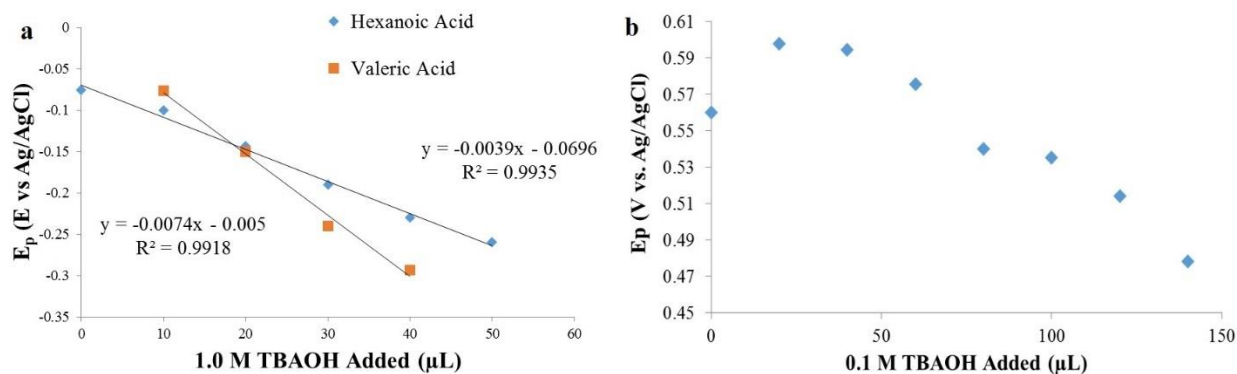 a
Hexanoic Acid
Valeric Acid
0
-0.05
-0.1
-0.15
-0.2
-0.25
-0.3
-0.35
Ep (E vs Ag/AgCl)
y = -0.0039x - 0.0696
R² = 0.9935
y = -0.0074x - 0.005
R² = 0.9918
0 10 20 30 40 50 60
1.0 M TBAOH Added (µL)
b
0.61
0.59
0.57
0.55
0.53
0.51
0.49
0.47
0.45
Ep (V vs. Ag/AgCl)
0 50 100 150
0.1 M TBAOH Added (µL)